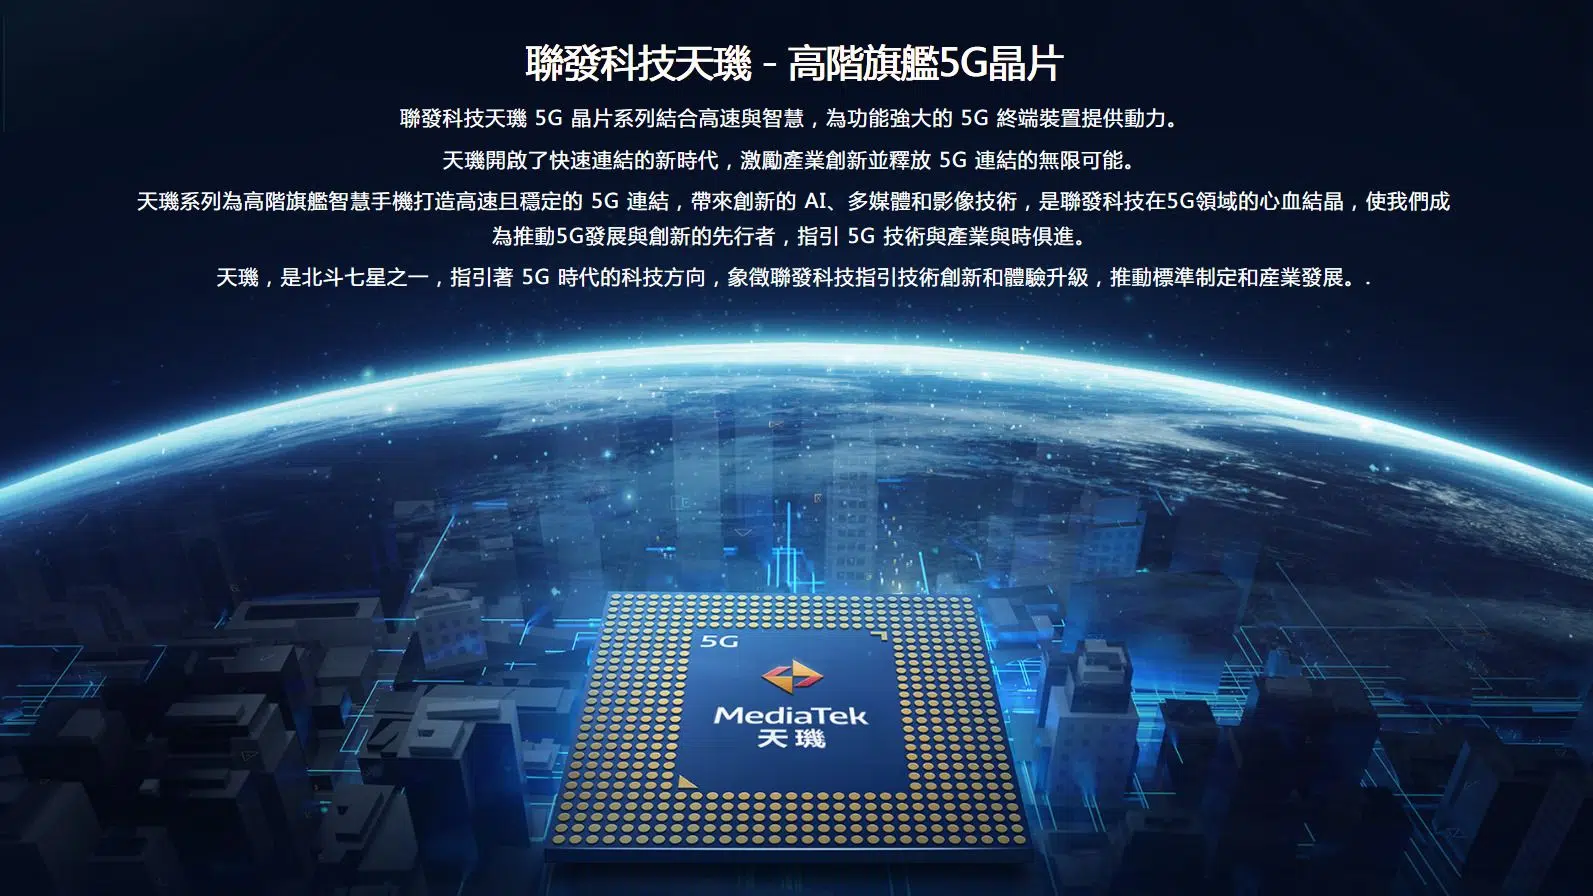 聯發科技天璣 - 高階旗艦5G晶片
聯發科技天璣 5G 晶片系列結合高速與智慧，為功能強大的 5G 終端裝置提供動力。
天璣開啟了快速連結的新時代，激勵產業創新並釋放 5G 連結的無限可能。
天璣系列為高階旗艦智慧手機打造高速且穩定的 5G 連結，帶來創新的 AI、多媒體和影像技術，是聯發科技在5G領域的心血結晶，使我們成
為推動5G發展與創新的先行者，指引 5G 技術與產業與時俱進。
天璣，是北斗七星之一，指引著 5G 時代的科技方向，象徵聯發科技指引技術創新和體驗升級，推動標準制定和産業發展。.
5G
MediaTek
天璣